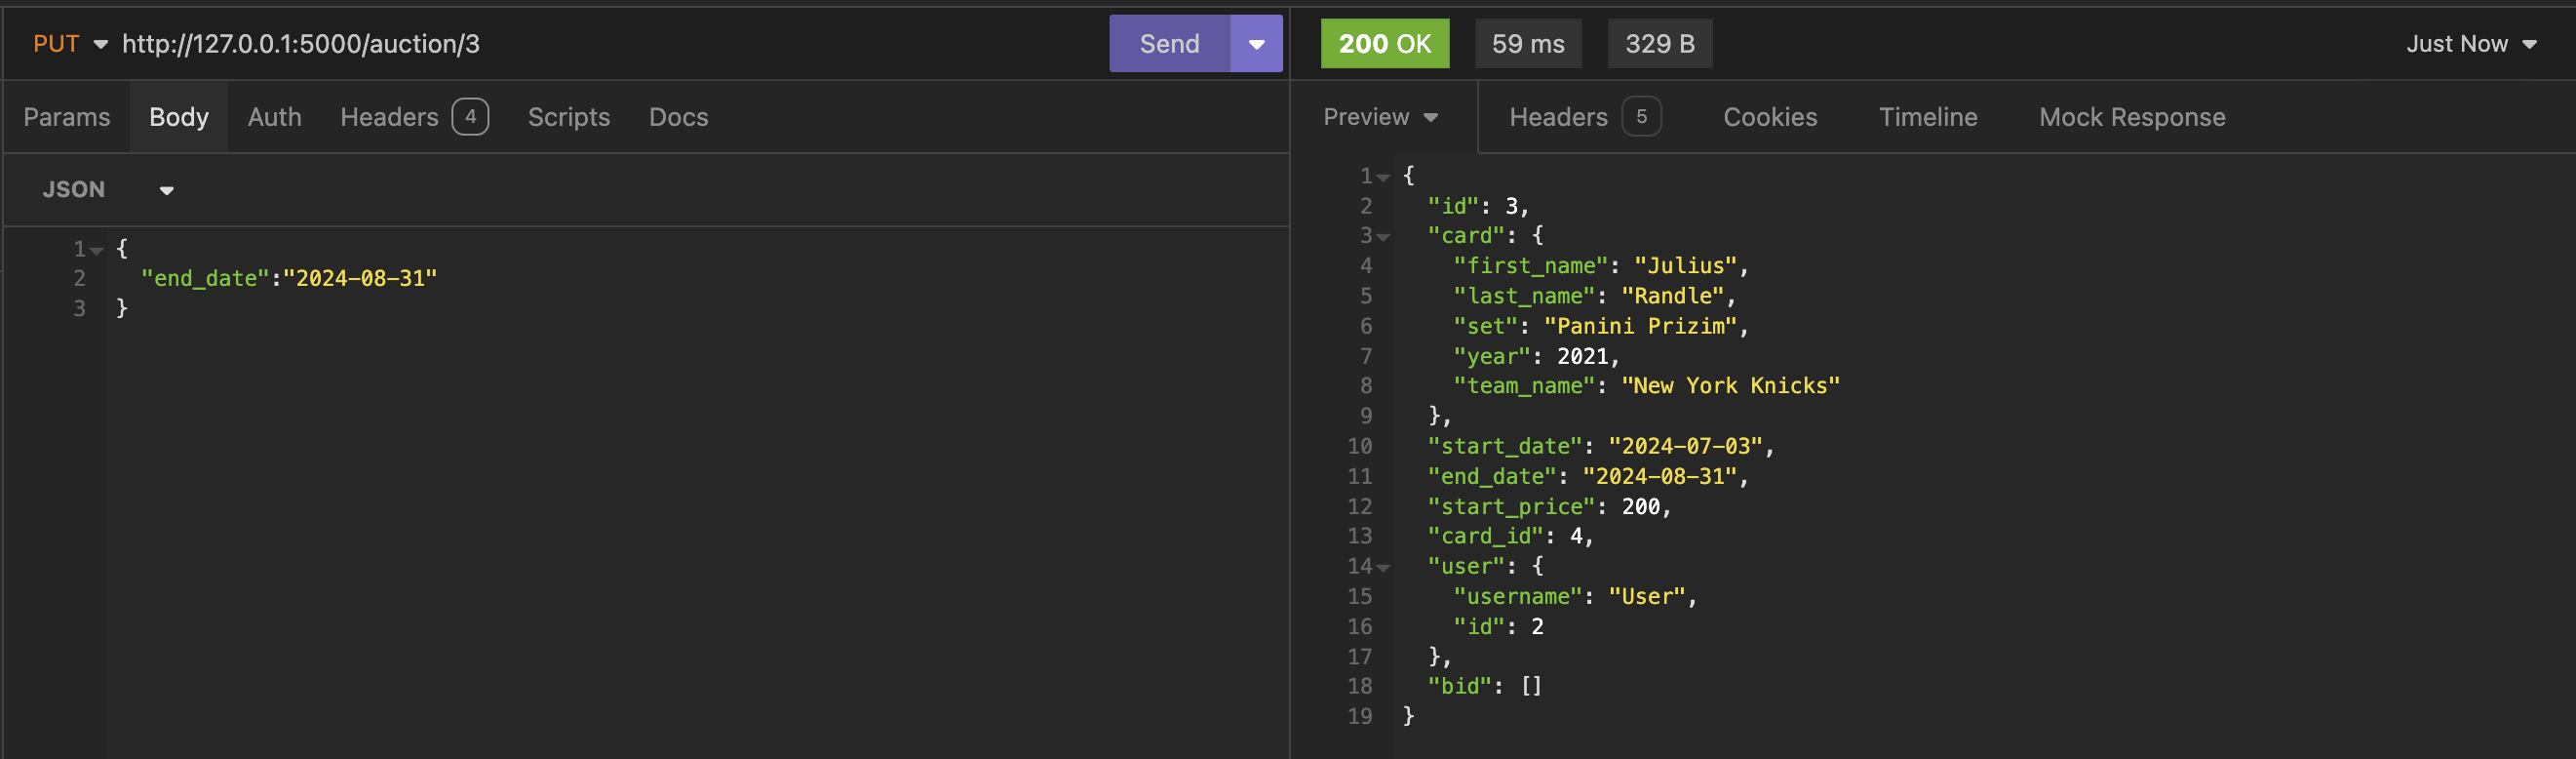 PUT http://127.0.0.1:5000/auction/3 Send
Params Body Auth Headers 4 Scripts Docs
JSON
1 {
2 "end_date":"2024-08-31"
3 }
200 OK 59 ms 329 B Just Now
Preview Headers 5 Cookies Timeline Mock Response
1 {
2 "id": 3,
3 "card": {
4 "first_name": "Julius",
5 "last_name": "Randle",
6 "set": "Panini Prizim",
7 "year": 2021,
8 "team_name": "New York Knicks"
9 },
10 "start_date": "2024-07-03",
11 "end_date": "2024-08-31",
12 "start_price": 200,
13 "card_id": 4,
14 "user": {
15 "username": "User",
16 "id": 2
17 },
18 "bid": []
19 }